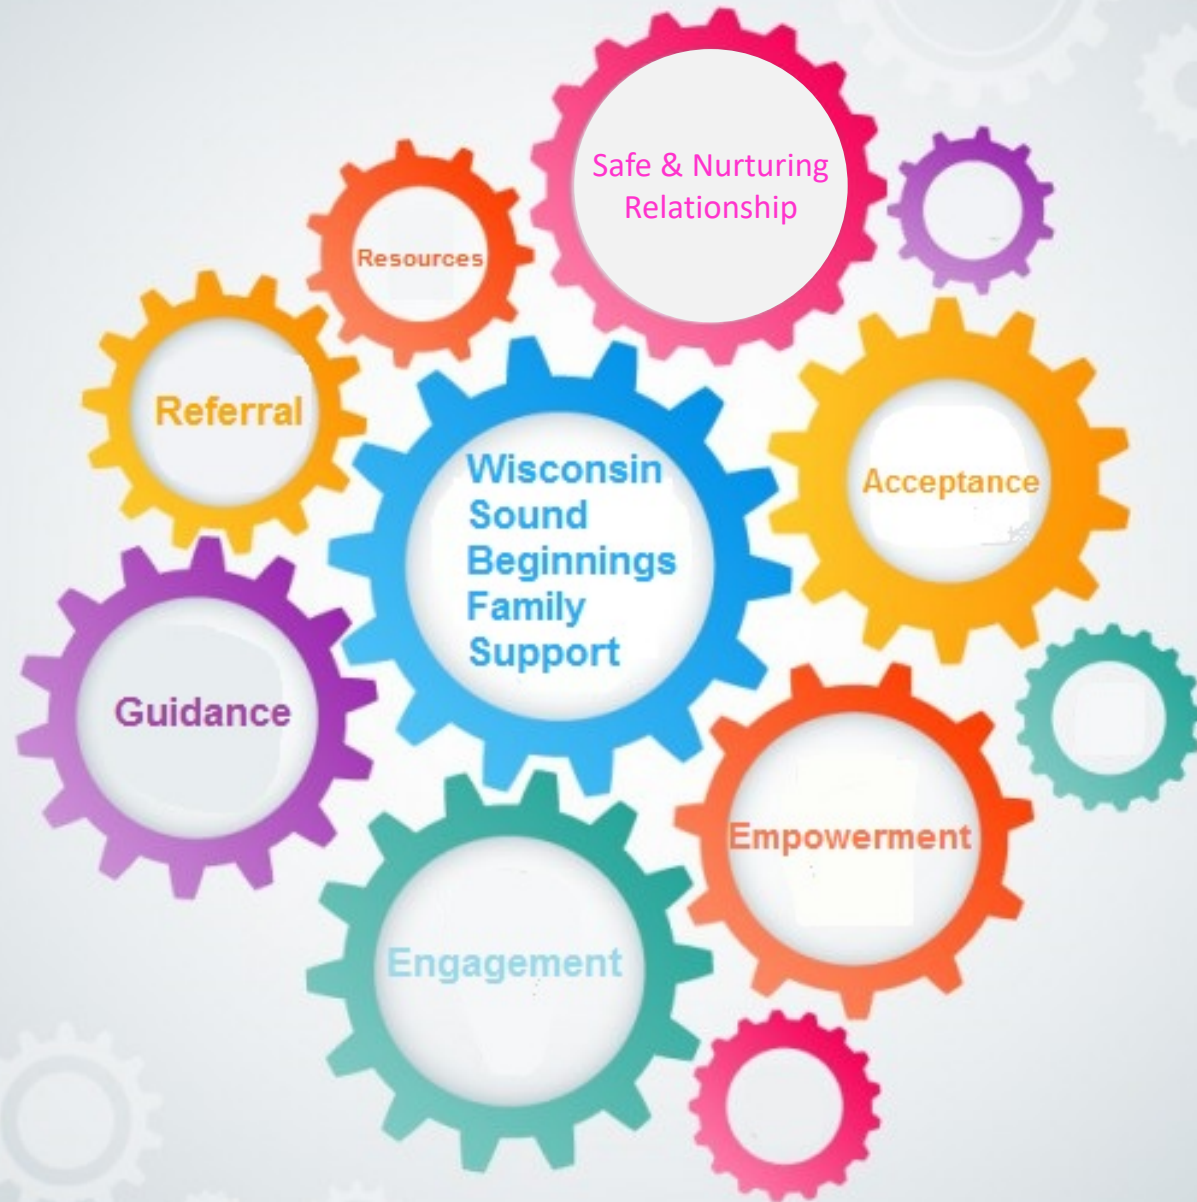 Safe & Nurturing
Relationship
Resources
Referral
Wisconsin
Sound
Beginnings
Family
Support
Acceptance
Guidance
Empowerment
Engagement